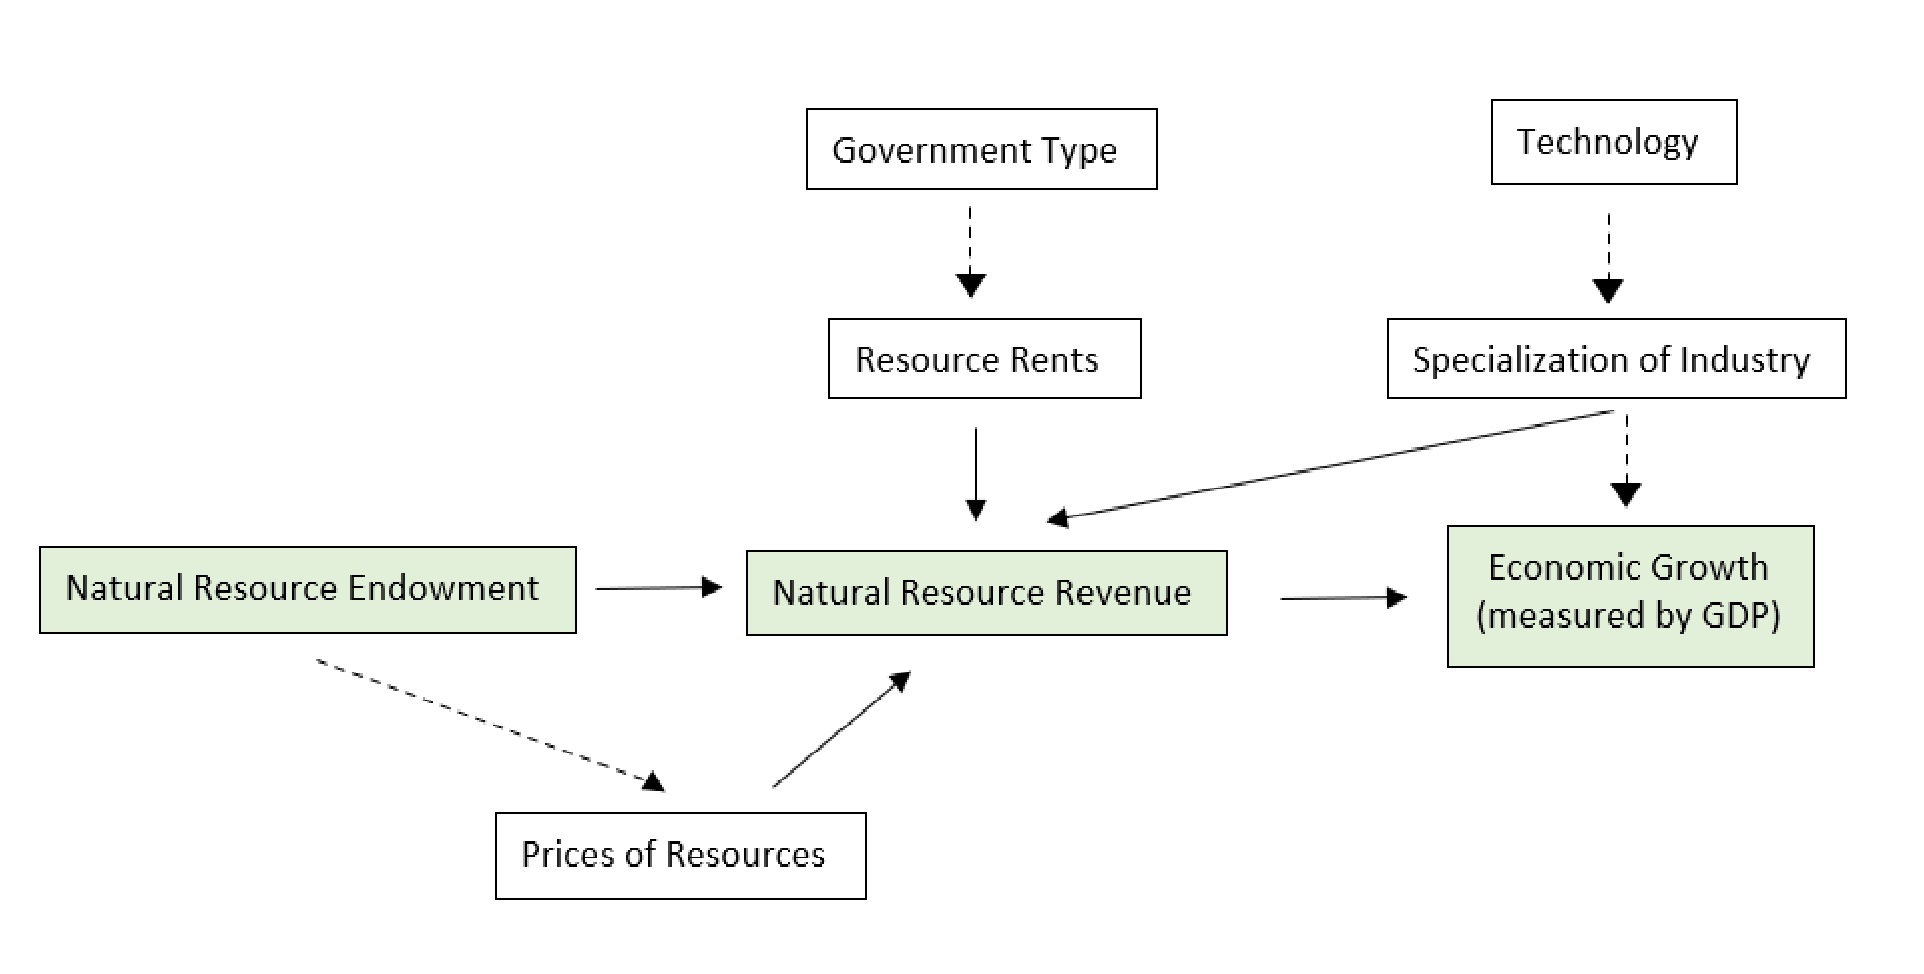 Government Type
Technology
Resource Rents
Specialization of Industry
Natural Resource Endowment
Natural Resource Revenue
Economic Growth
(measured by GDP)
Prices of Resources